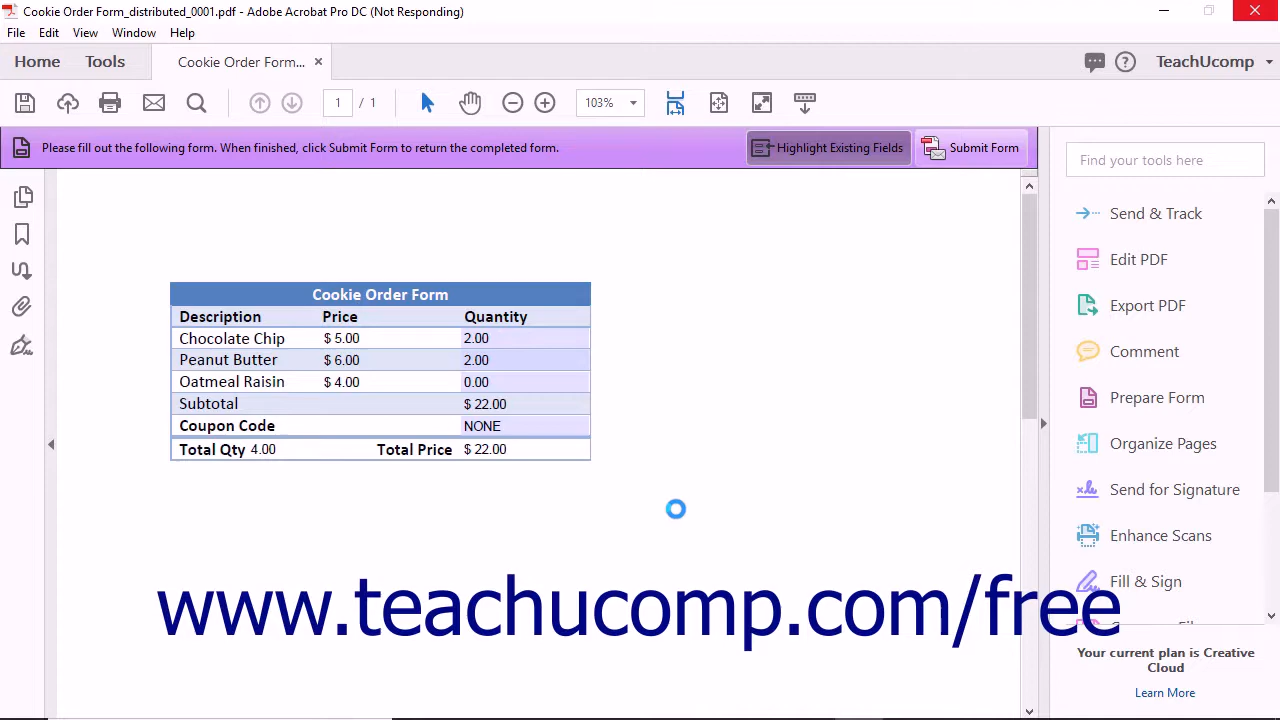 Cookie Order Form_distributed_0001.pdf - Adobe Acrobat Pro DC (Not Responding)
File Edit View Window Help
Home Tools Cookie Order Form... × TeachUcomp
1 / 1 103%
Please fill out the following form. When finished, click Submit Form to return the completed form. Highlight Existing Fields Submit Form
Find your tools here
Send & Track
Edit PDF
Export PDF
Comment
Prepare Form
Organize Pages
Send for Signature
Enhance Scans
Fill & Sign
Your current plan is Creative
Cloud
Learn More
Cookie Order Form
Description Price Quantity
Chocolate Chip $ 5.00 2.00
Peanut Butter $ 6.00 2.00
Oatmeal Raisin $ 4.00 0.00
Subtotal $ 22.00
Coupon Code NONE
Total Qty 4.00 Total Price $ 22.00
www.teachucomp.com/free